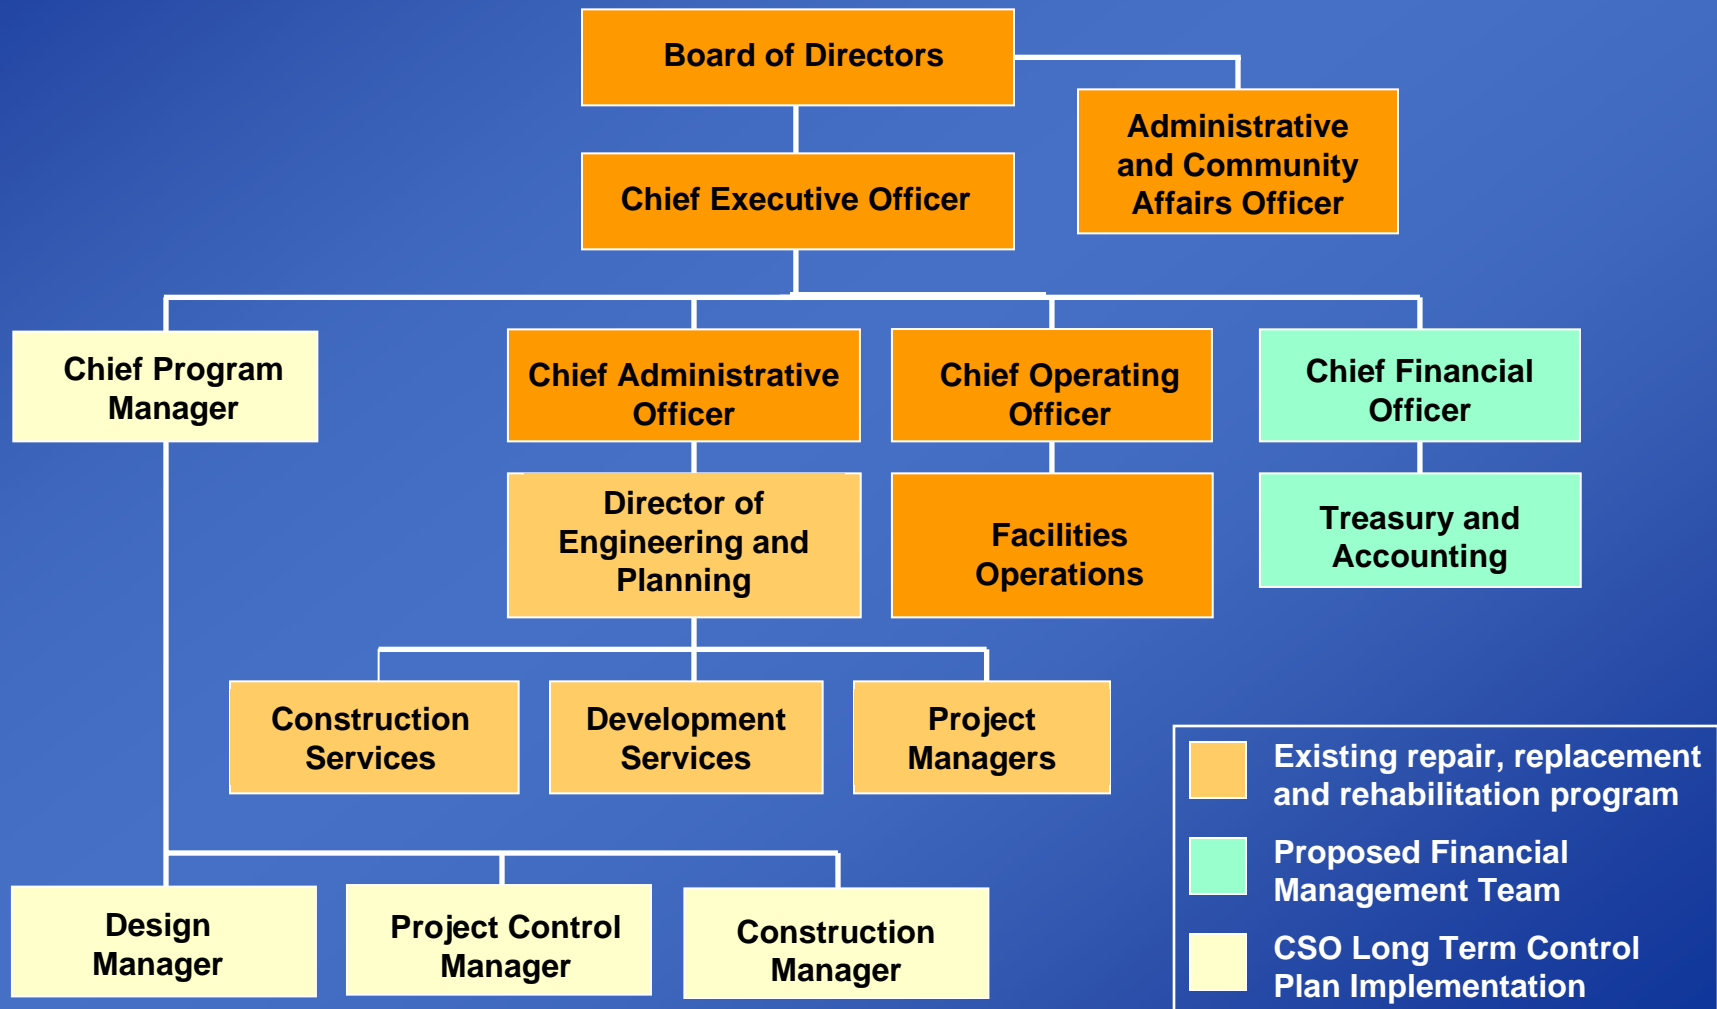 Board of Directors
Administrative
and Community
Affairs Officer
Chief Executive Officer
Chief Program
Manager
Chief Administrative
Officer
Chief Operating
Officer
Chief Financial
Officer
Director of
Engineering and
Planning
Facilities
Operations
Treasury and
Accounting
Construction
Services
Development
Services
Project
Managers
Design
Manager
Project Control
Manager
Construction
Manager
Existing repair, replacement
and rehabilitation program
Proposed Financial
Management Team
CSO Long Term Control
Plan Implementation